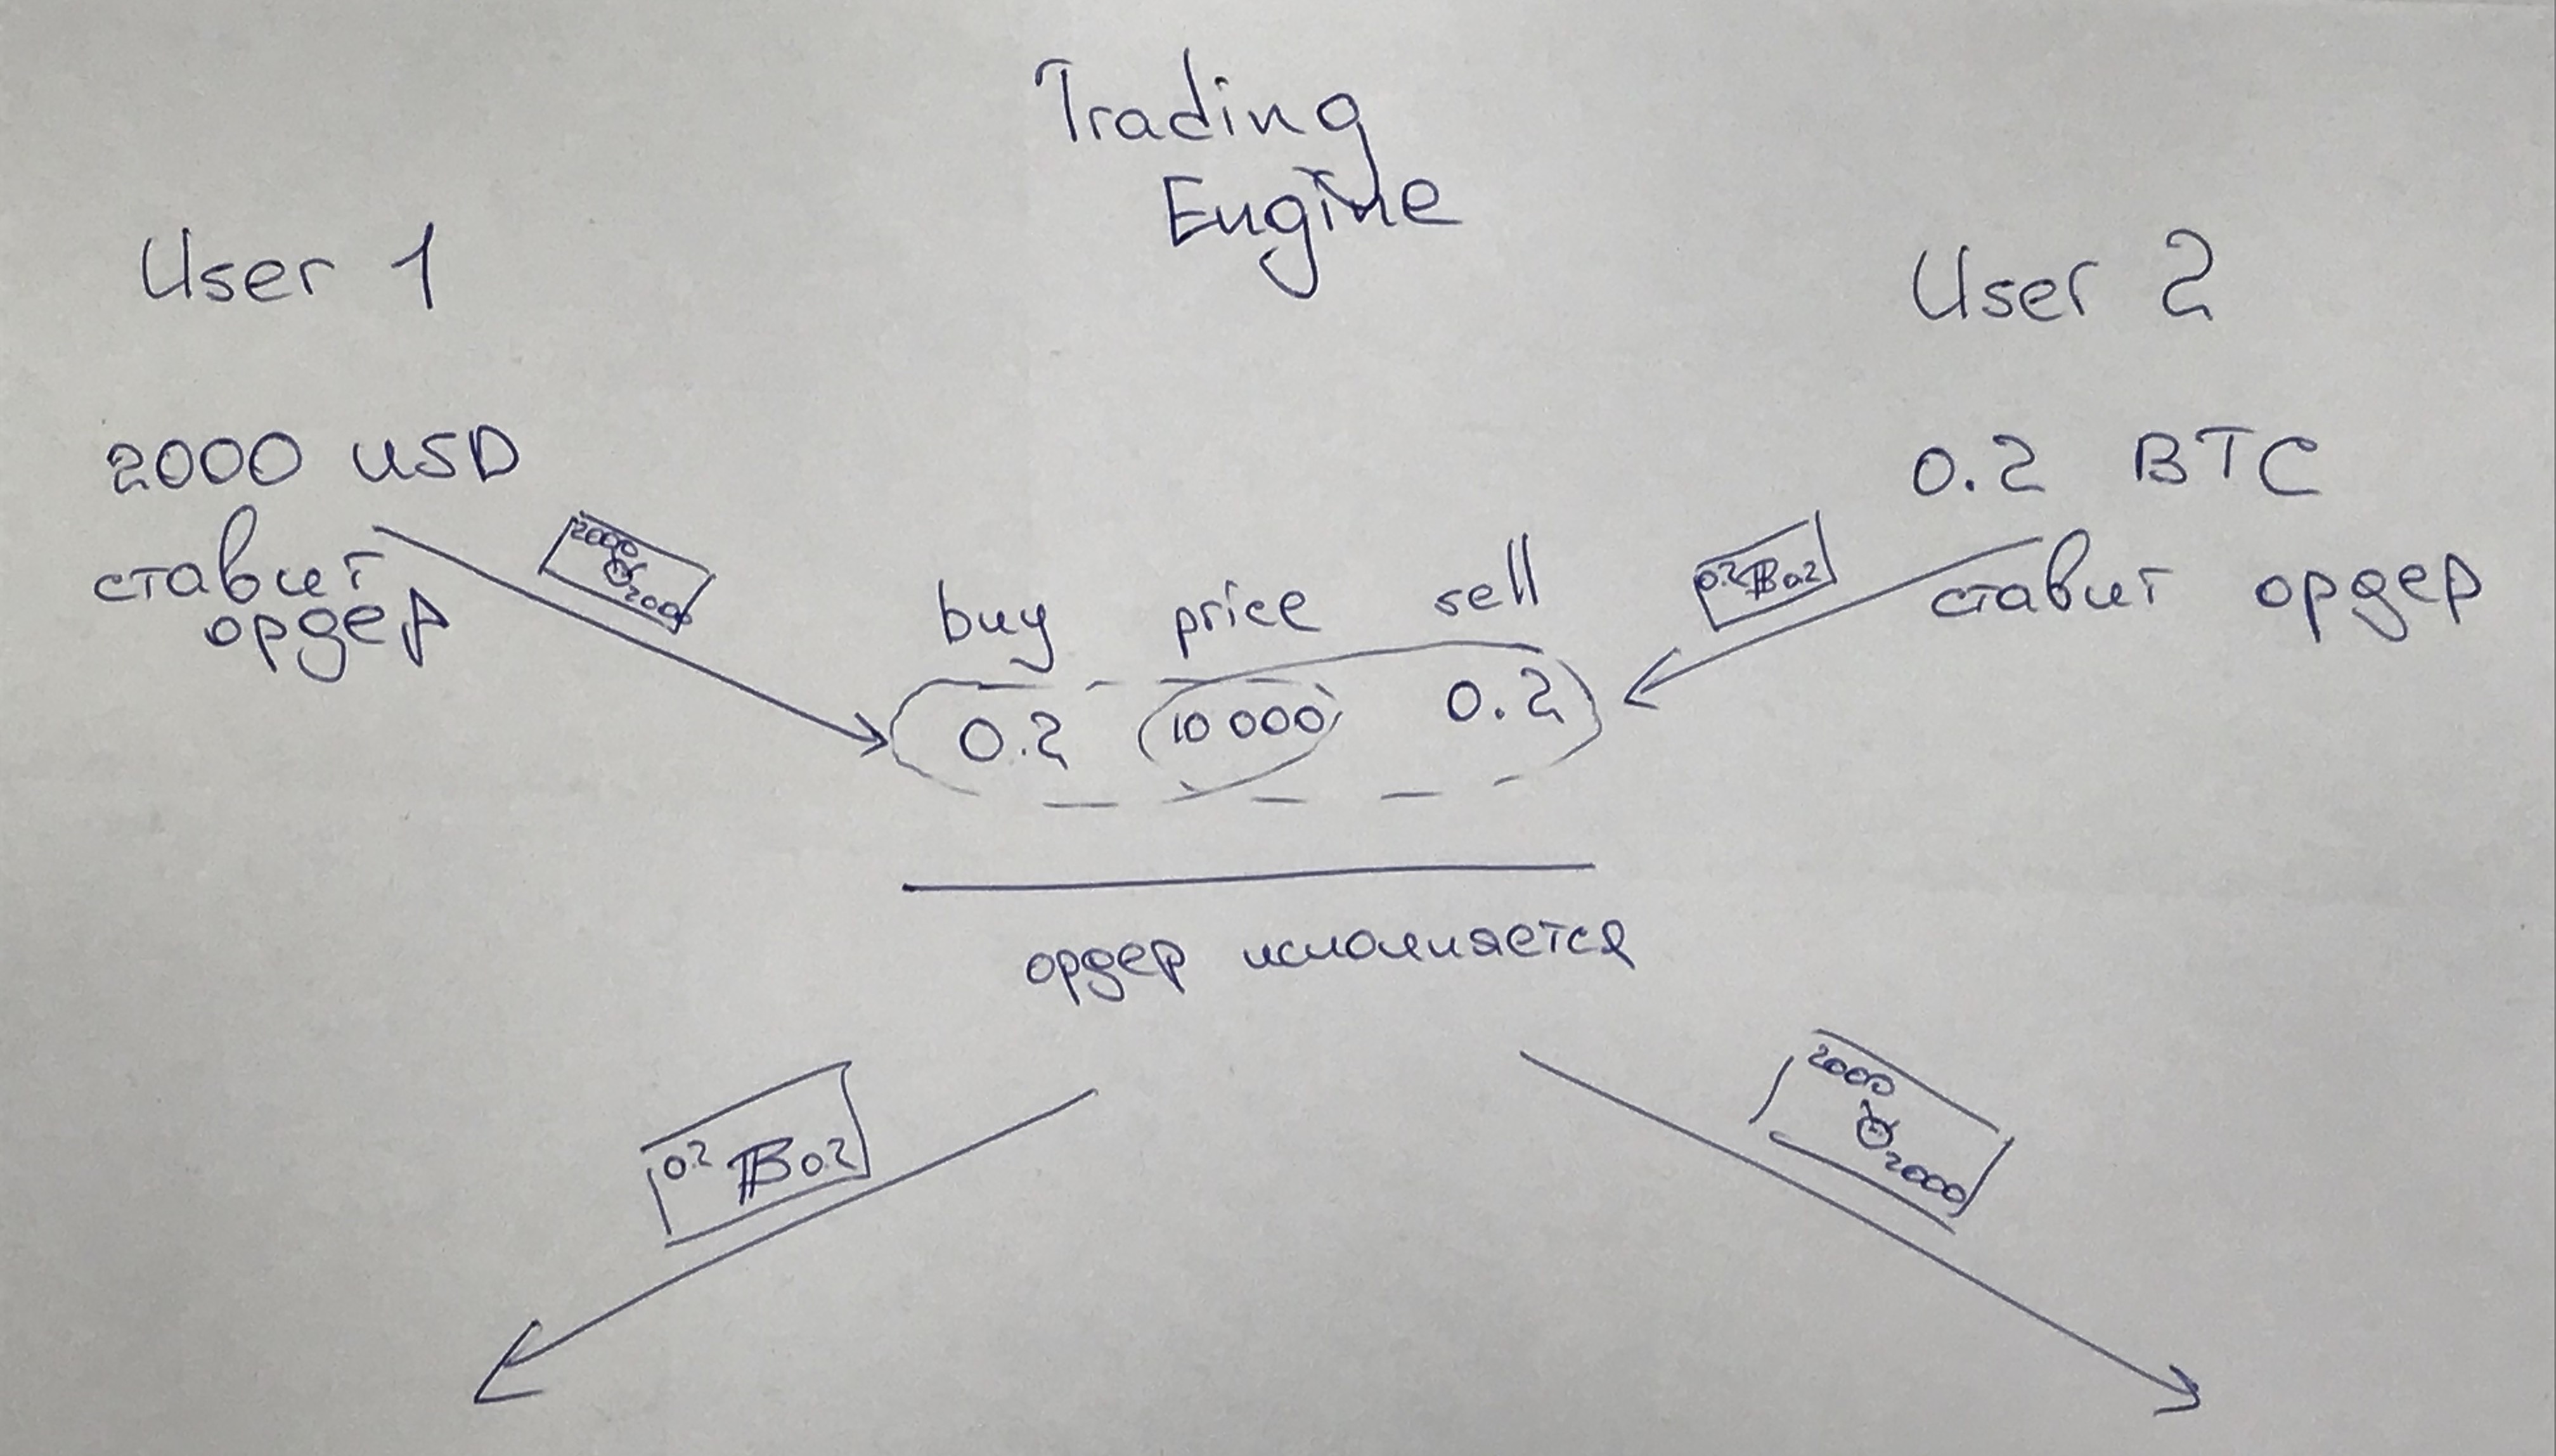 Trading
Engine
User 1
User 2
2000 USD
ставит
ордер
2000
2000
0.2 BTC
ставит ордер
0.2 ₿ 0.2
buy price sell
0.2 10 000 0.2
ордер исполняется
0.2 ₿ 0.2
2000
2000